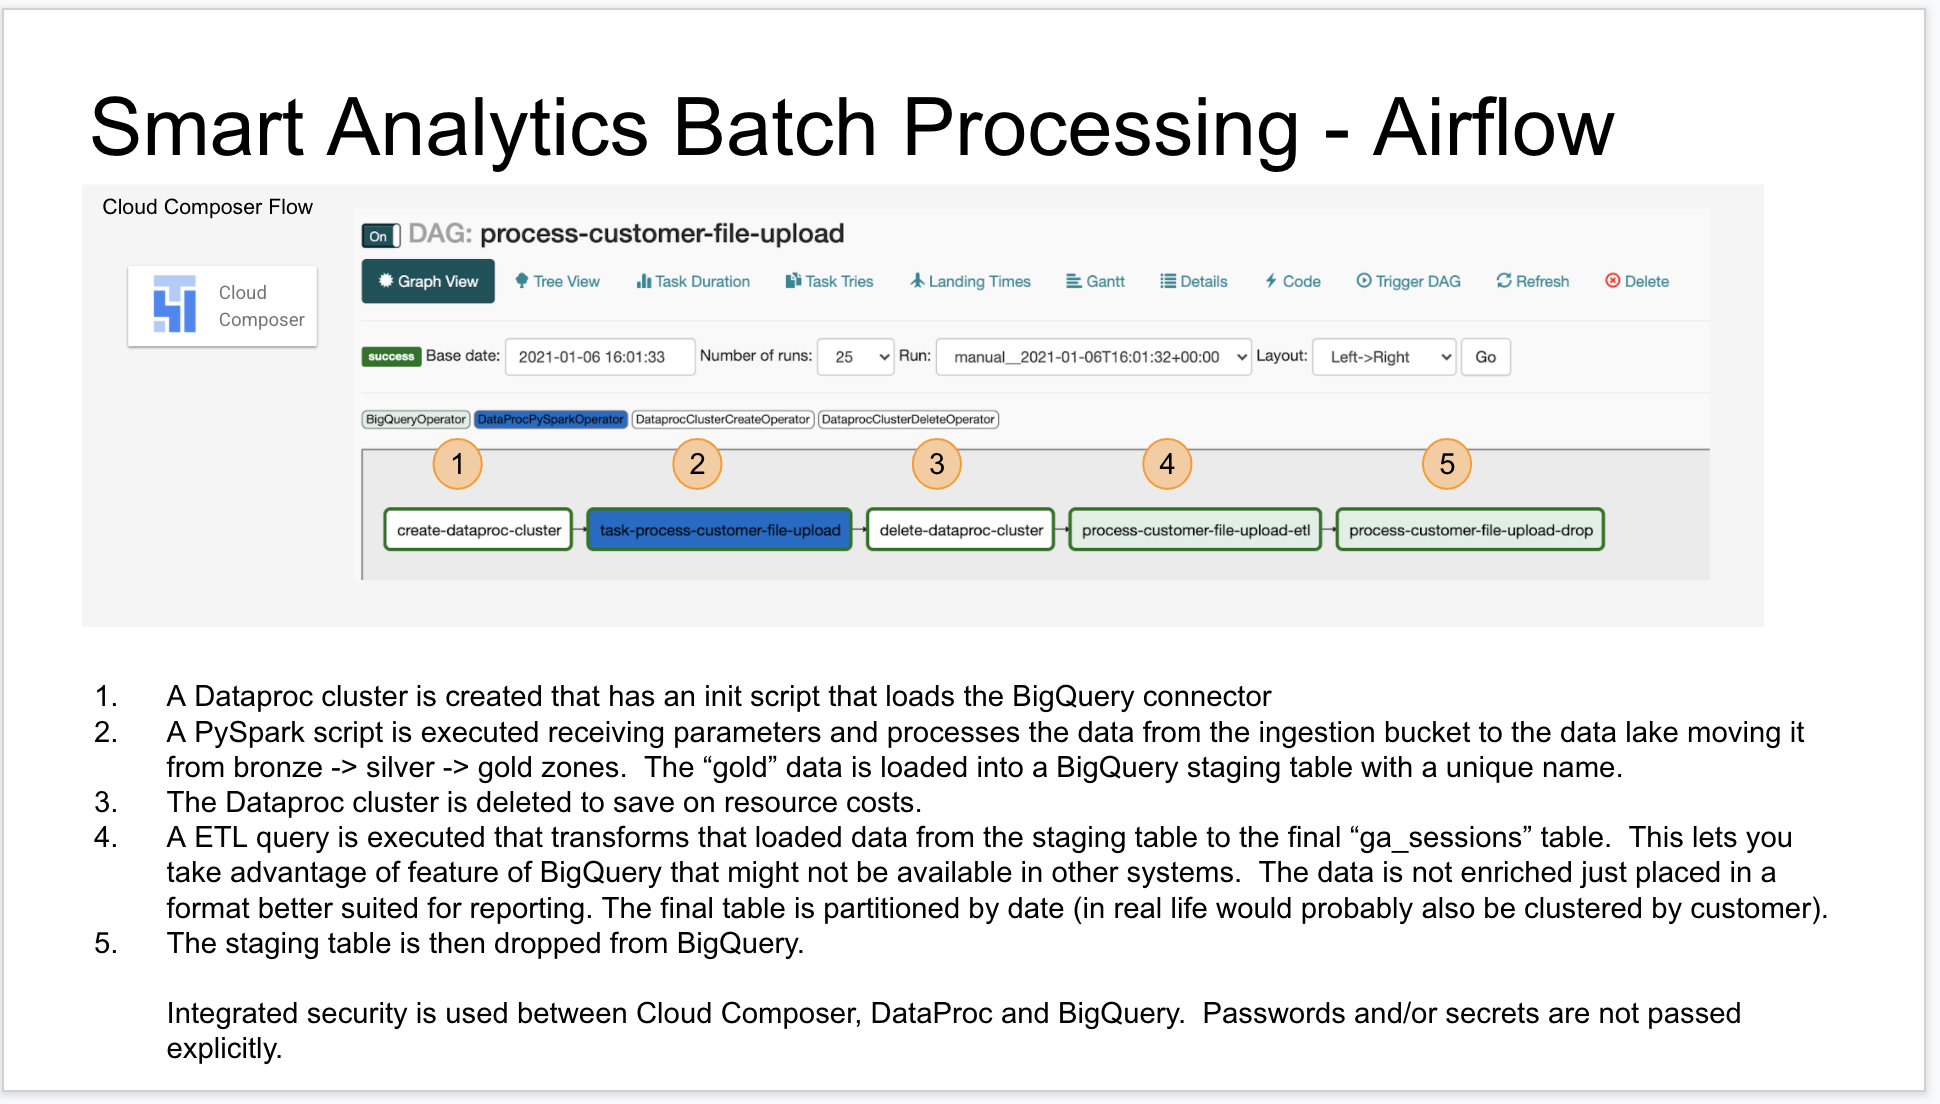 Smart Analytics Batch Processing - Airflow
Cloud Composer Flow
Cloud
Composer
On DAG: process-customer-file-upload
Graph View Tree View Task Duration Task Tries Landing Times Gantt Details Code Trigger DAG Refresh Delete
success Base date: 2021-01-06 16:01:33 Number of runs: 25 Run: manual__2021-01-06T16:01:32+00:00 Layout: Left->Right Go
BigQueryOperator DataProcPySparkOperator DataprocClusterCreateOperator DataprocClusterDeleteOperator
1 2 3 4 5
create-dataproc-cluster task-process-customer-file-upload delete-dataproc-cluster process-customer-file-upload-etl process-customer-file-upload-drop
1. A Dataproc cluster is created that has an init script that loads the BigQuery connector
2. A PySpark script is executed receiving parameters and processes the data from the ingestion bucket to the data lake moving it
from bronze -> silver -> gold zones.  The “gold” data is loaded into a BigQuery staging table with a unique name.
3. The Dataproc cluster is deleted to save on resource costs.
4. A ETL query is executed that transforms that loaded data from the staging table to the final “ga_sessions” table.  This lets you
take advantage of feature of BigQuery that might not be available in other systems.  The data is not enriched just placed in a
format better suited for reporting. The final table is partitioned by date (in real life would probably also be clustered by customer).
5. The staging table is then dropped from BigQuery.
Integrated security is used between Cloud Composer, DataProc and BigQuery.  Passwords and/or secrets are not passed
explicitly.